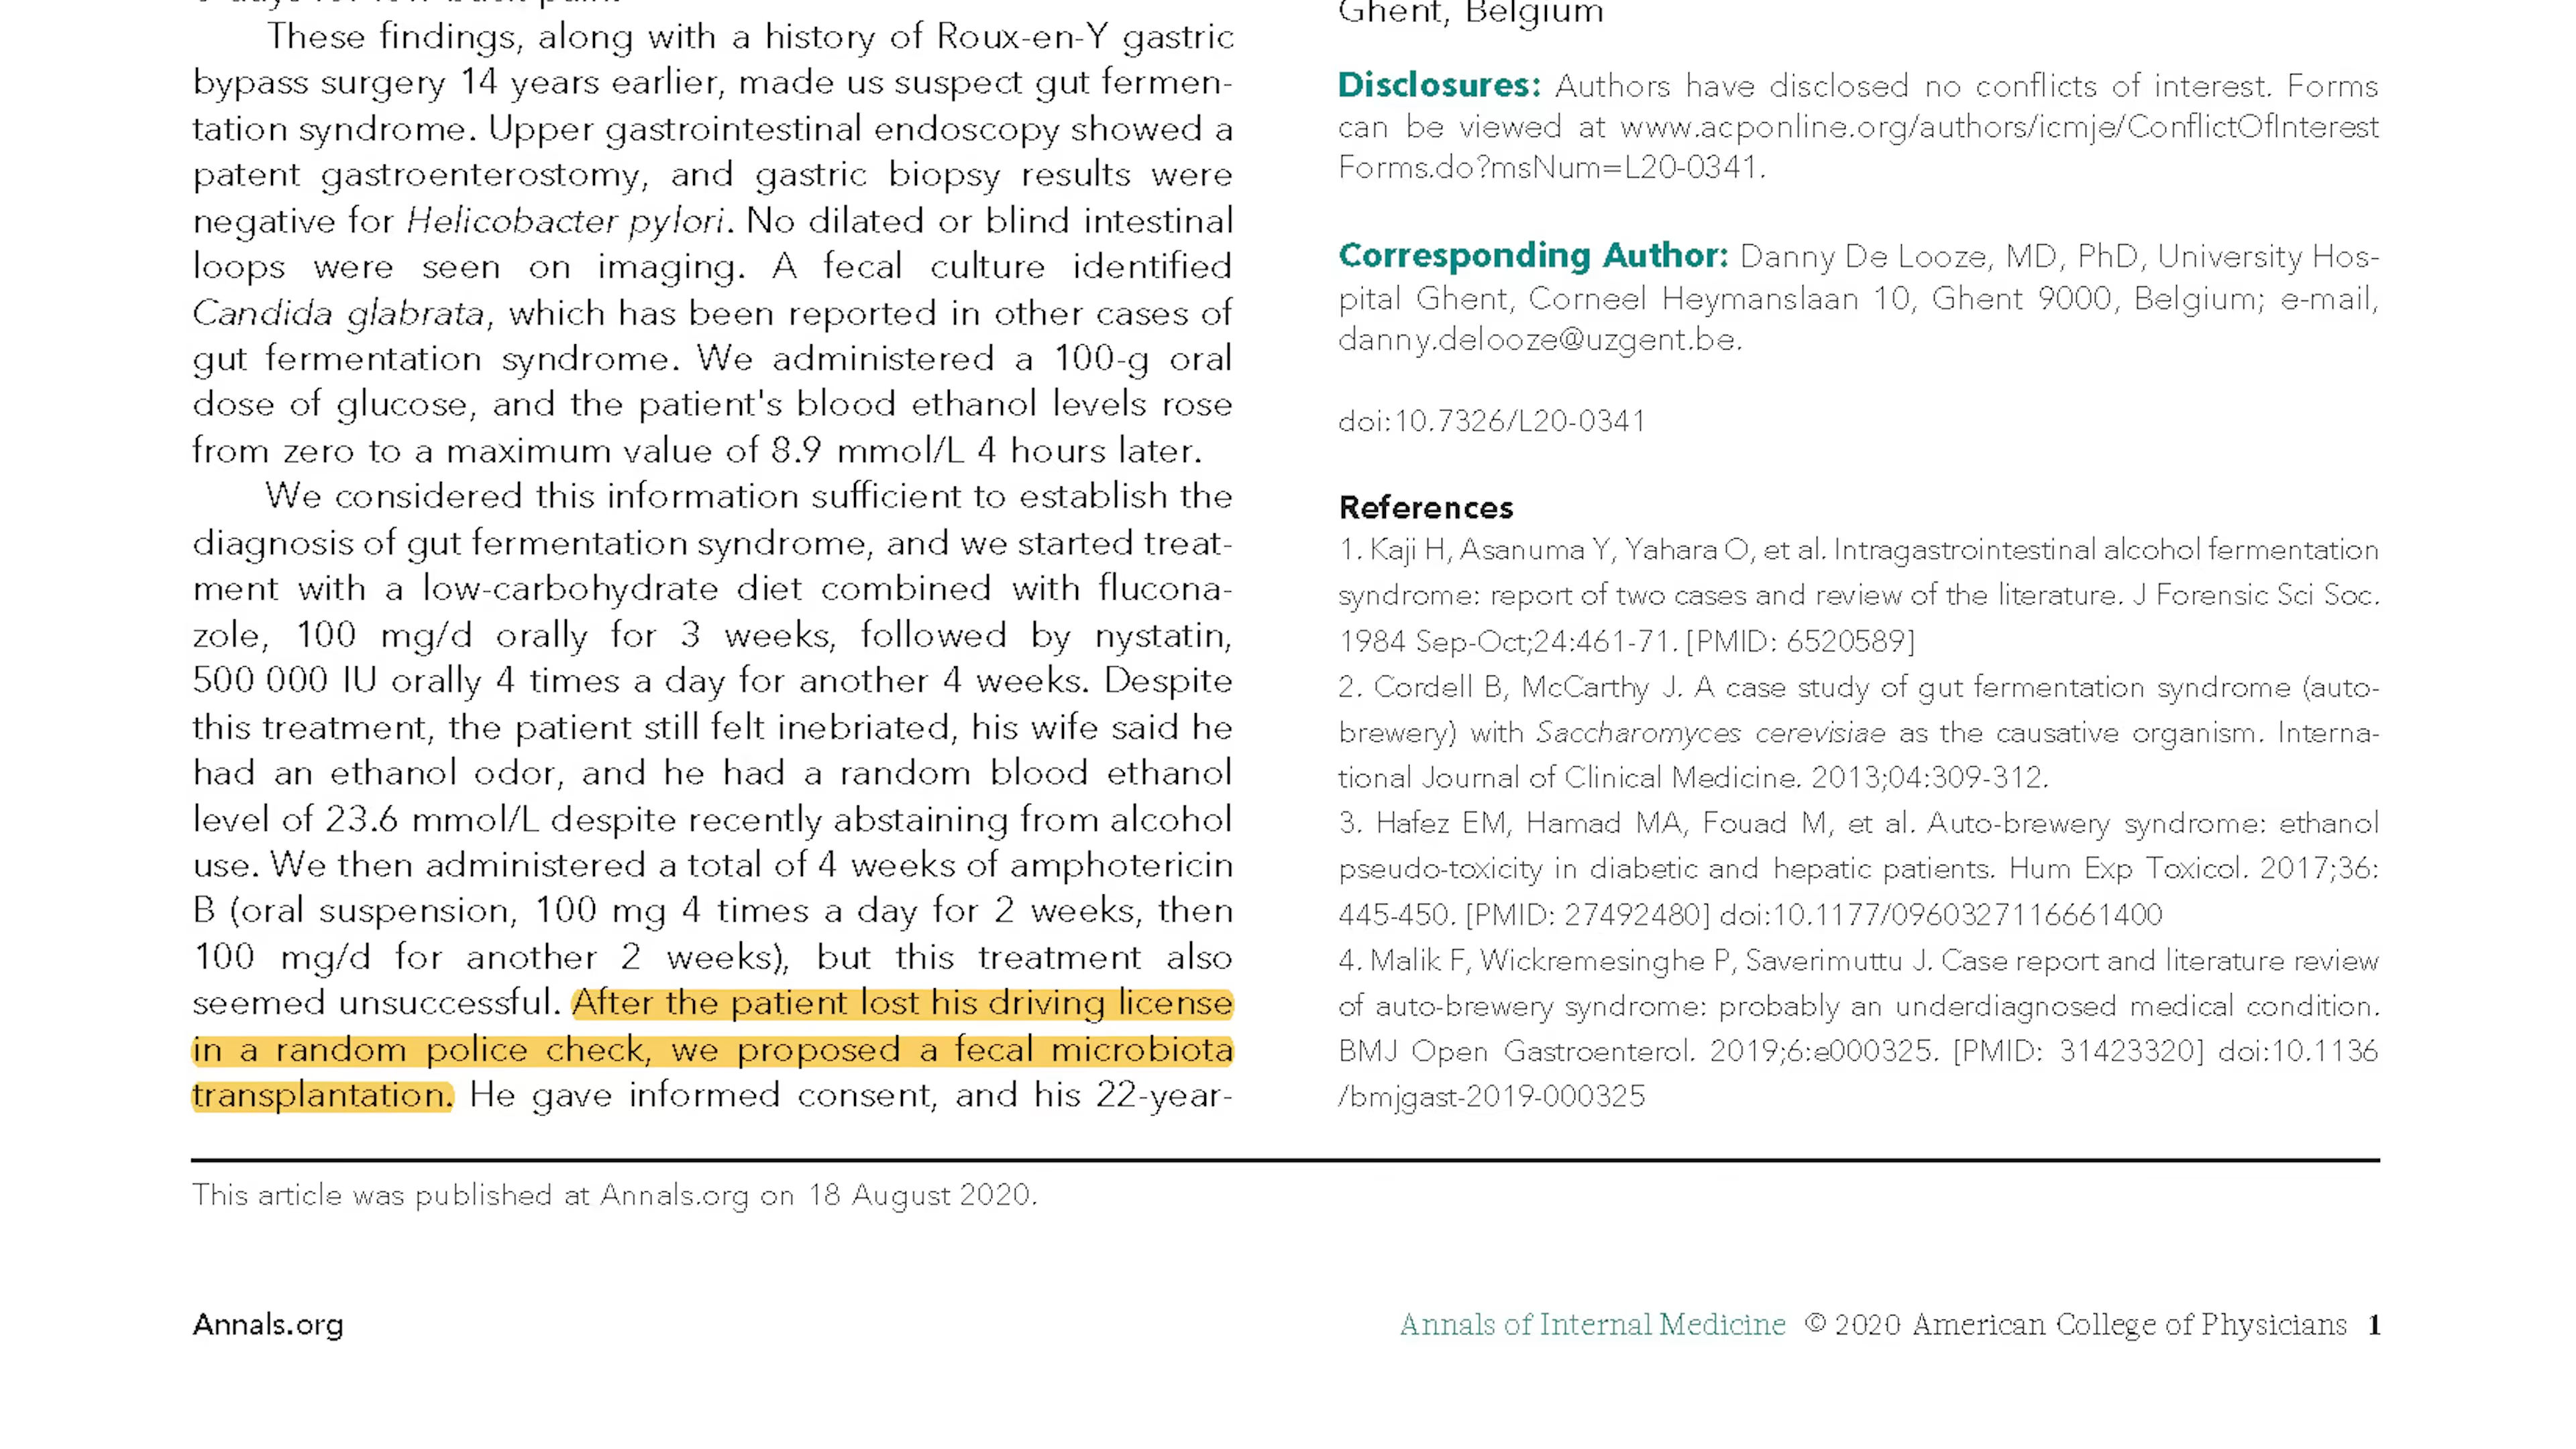 These findings, along with a history of Roux-en-Y gastric
bypass surgery 14 years earlier, made us suspect gut fermen-
tation syndrome. Upper gastrointestinal endoscopy showed a
patent gastroenterostomy, and gastric biopsy results were
negative for Helicobacter pylori. No dilated or blind intestinal
loops were seen on imaging. A fecal culture identified
Candida glabrata, which has been reported in other cases of
gut fermentation syndrome. We administered a 100-g oral
dose of glucose, and the patient's blood ethanol levels rose
from zero to a maximum value of 8.9 mmol/L 4 hours later.
We considered this information sufficient to establish the
diagnosis of gut fermentation syndrome, and we started treat-
ment with a low-carbohydrate diet combined with flucona-
zole, 100 mg/d orally for 3 weeks, followed by nystatin,
500 000 IU orally 4 times a day for another 4 weeks. Despite
this treatment, the patient still felt inebriated, his wife said he
had an ethanol odor, and he had a random blood ethanol
level of 23.6 mmol/L despite recently abstaining from alcohol
use. We then administered a total of 4 weeks of amphotericin
B (oral suspension, 100 mg 4 times a day for 2 weeks, then
100 mg/d for another 2 weeks), but this treatment also
seemed unsuccessful. After the patient lost his driving license
in a random police check, we proposed a fecal microbiota
transplantation. He gave informed consent, and his 22-year-
Ghent, Belgium
Disclosures: Authors have disclosed no conflicts of interest. Forms
can be viewed at www.acponline.org/authors/icmje/ConflictOfInterest
Forms.do?msNum=L20-0341.
Corresponding Author: Danny De Looze, MD, PhD, University Hos-
pital Ghent, Corneel Heymanslaan 10, Ghent 9000, Belgium; e-mail,
danny.delooze@uzgent.be.
doi:10.7326/L20-0341
References
1. Kaji H, Asanuma Y, Yahara O, et al. Intragastrointestinal alcohol fermentation
syndrome: report of two cases and review of the literature. J Forensic Sci Soc.
1984 Sep-Oct;24:461-71. [PMID: 6520589]
2. Cordell B, McCarthy J. A case study of gut fermentation syndrome (auto-
brewery) with Saccharomyces cerevisiae as the causative organism. Interna-
tional Journal of Clinical Medicine. 2013;04:309-312.
3. Hafez EM, Hamad MA, Fouad M, et al. Auto-brewery syndrome: ethanol
pseudo-toxicity in diabetic and hepatic patients. Hum Exp Toxicol. 2017;36:
445-450. [PMID: 27492480] doi:10.1177/0960327116661400
4. Malik F, Wickremesinghe P, Saverimuttu J. Case report and literature review
of auto-brewery syndrome: probably an underdiagnosed medical condition.
BMJ Open Gastroenterol. 2019;6:e000325. [PMID: 31423320] doi:10.1136
/bmjgast-2019-000325
This article was published at Annals.org on 18 August 2020.
Annals.org
Annals of Internal Medicine © 2020 American College of Physicians 1